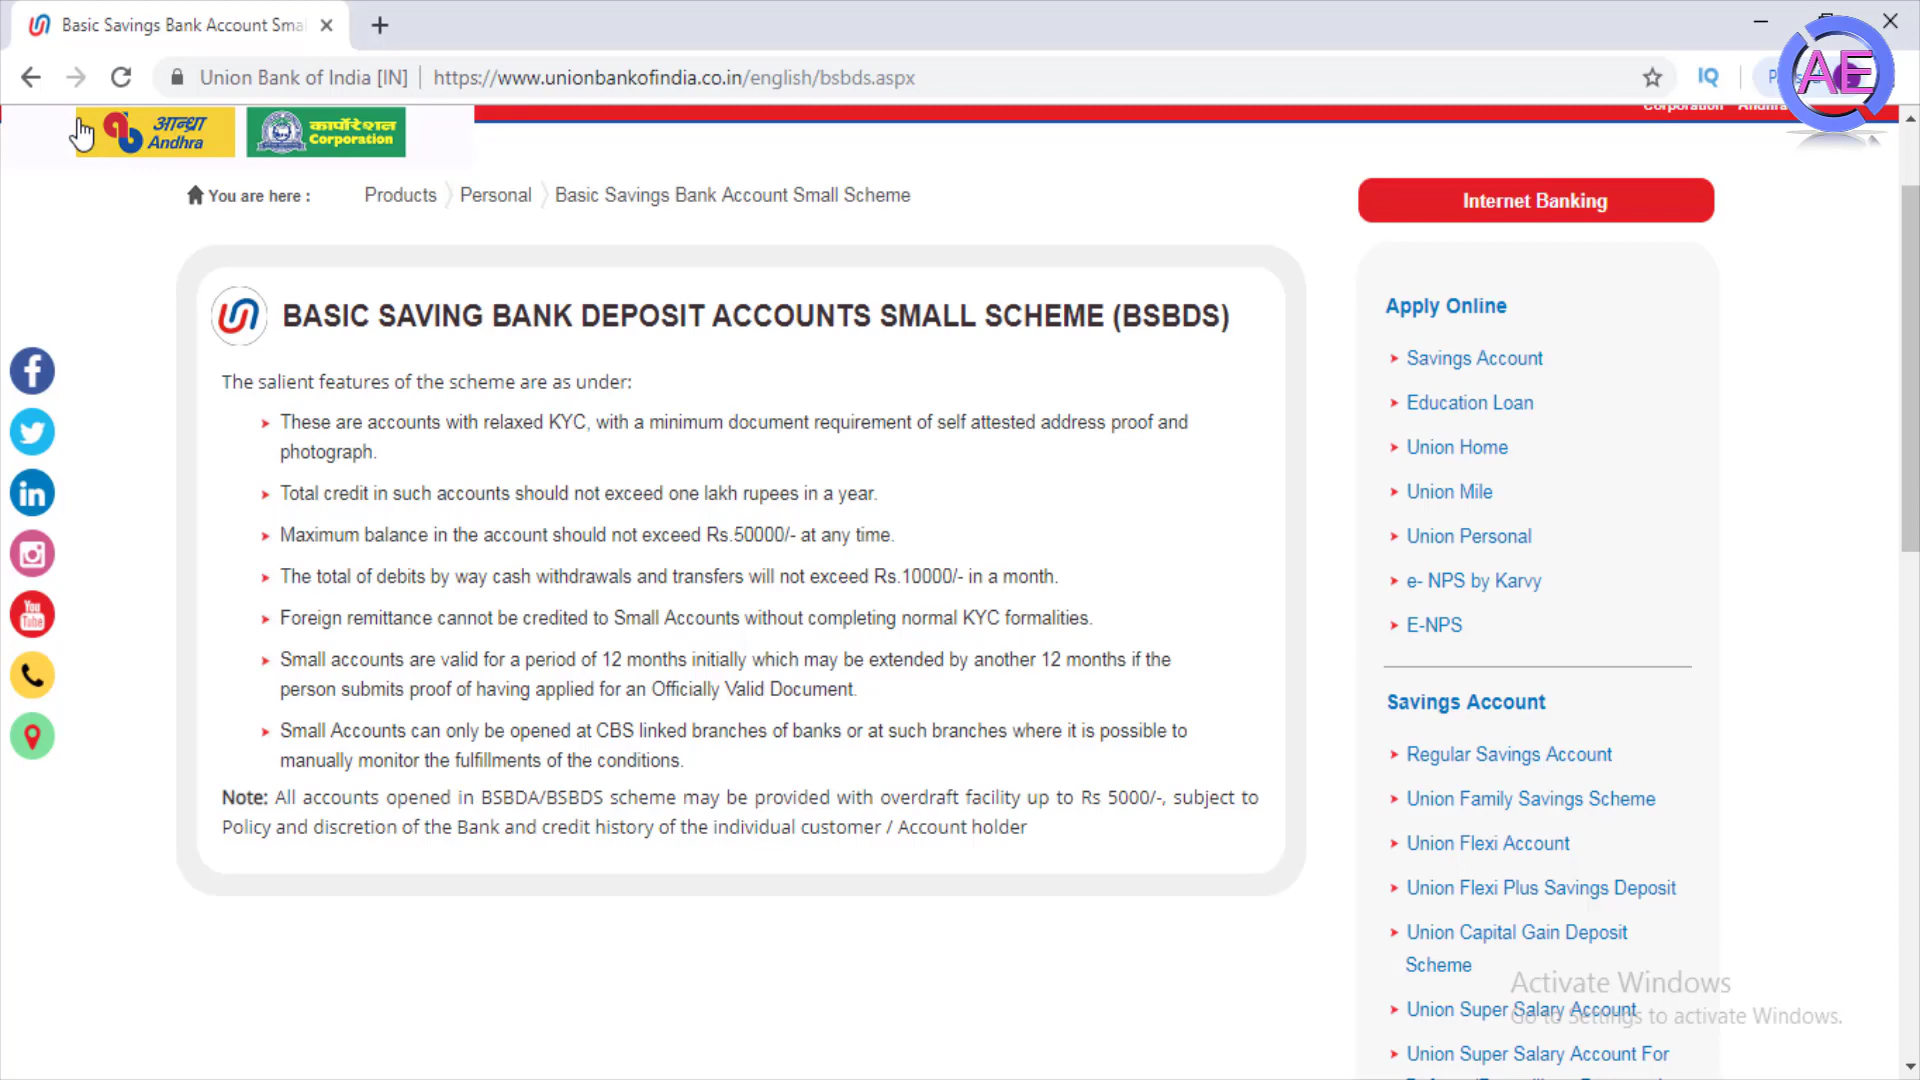 Basic Savings Bank Account Sma
Union Bank of India [IN] https://www.unionbankofindia.co.in/english/bsbds.aspx
IQ
AE
Corporation
आन्ध्रा
Andhra
कार्पोरेशन
Corporation
You are here : Products Personal Basic Savings Bank Account Small Scheme
Internet Banking
BASIC SAVING BANK DEPOSIT ACCOUNTS SMALL SCHEME (BSBDS)
The salient features of the scheme are as under:
These are accounts with relaxed KYC, with a minimum document requirement of self attested address proof and
photograph.
Total credit in such accounts should not exceed one lakh rupees in a year.
Maximum balance in the account should not exceed Rs.50000/- at any time.
The total of debits by way cash withdrawals and transfers will not exceed Rs.10000/- in a month.
Foreign remittance cannot be credited to Small Accounts without completing normal KYC formalities.
Small accounts are valid for a period of 12 months initially which may be extended by another 12 months if the
person submits proof of having applied for an Officially Valid Document.
Small Accounts can only be opened at CBS linked branches of banks or at such branches where it is possible to
manually monitor the fulfillments of the conditions.
Note: All accounts opened in BSBDA/BSBDS scheme may be provided with overdraft facility up to Rs 5000/-, subject to
Policy and discretion of the Bank and credit history of the individual customer / Account holder
f
in
You
Tube
Apply Online
Savings Account
Education Loan
Union Home
Union Mile
Union Personal
e- NPS by Karvy
E-NPS
Savings Account
Regular Savings Account
Union Family Savings Scheme
Union Flexi Account
Union Flexi Plus Savings Deposit
Union Capital Gain Deposit
Scheme
Union Super Salary Account
Union Super Salary Account For
Activate Windows
Go to Settings to activate Windows.